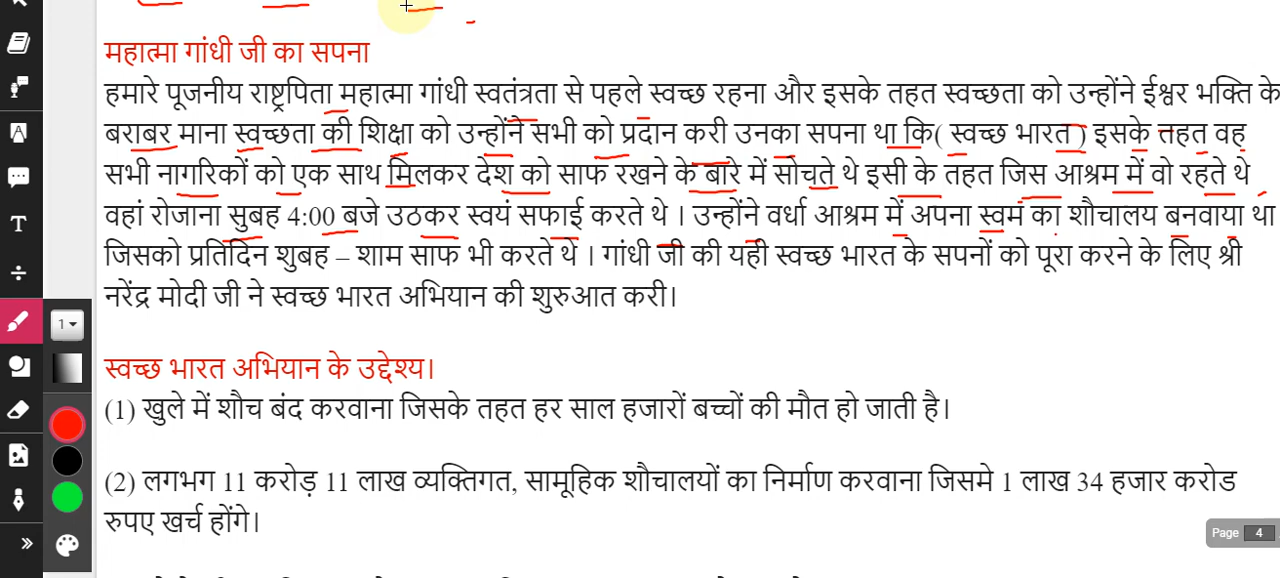 महात्मा गांधी जी का सपना
हमारे पूजनीय राष्ट्रपिता महात्मा गांधी स्वतंत्रता से पहले स्वच्छ रहना और इसके तहत स्वच्छता को उन्होंने ईश्वर भक्ति के
बराबर माना स्वच्छता की शिक्षा को उन्होंने सभी को प्रदान करी उनका सपना था कि( स्वच्छ भारत ) इसके तहत वह
सभी नागरिकों को एक साथ मिलकर देश को साफ रखने के बारे में सोचते थे इसी के तहत जिस आश्रम में वो रहते थे
वहां रोजाना सुबह 4:00 बजे उठकर स्वयं सफाई करते थे । उन्होंने वर्धा आश्रम में अपना स्वम का शौचालय बनवाया था
जिसको प्रतिदिन शुबह – शाम साफ भी करते थे । गांधी जी की यही स्वच्छ भारत के सपनों को पूरा करने के लिए श्री
नरेंद्र मोदी जी ने स्वच्छ भारत अभियान की शुरुआत करी।
स्वच्छ भारत अभियान के उद्देश्य।
(1) खुले में शौच बंद करवाना जिसके तहत हर साल हजारों बच्चों की मौत हो जाती है।
(2) लगभग 11 करोड़ 11 लाख व्यक्तिगत, सामूहिक शौचालयों का निर्माण करवाना जिसमे 1 लाख 34 हजार करोड
रुपए खर्च होंगे।
1
Page 4